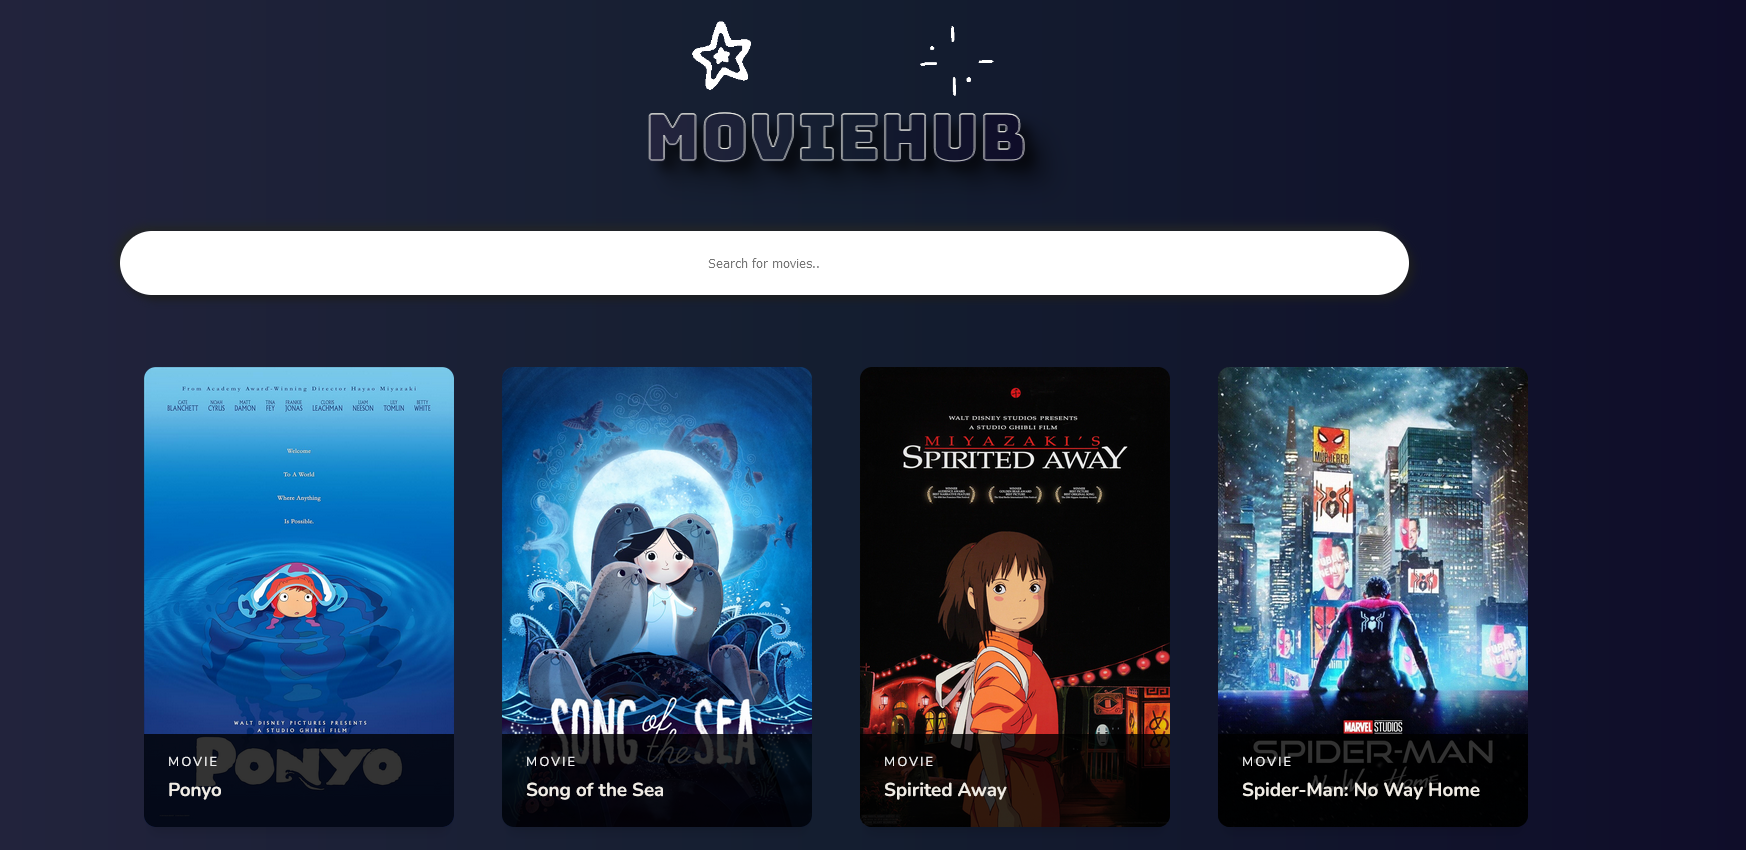 MOVIEHUB
Search for movies..
From Academy Award-Winning Director Hayao Miyazaki
CATE BLANCHETT NOAH CYRUS MATT DAMON TINA FEY FRANKIE JONAS CLORIS LEACHMAN LIAM NEESON LILY TOMLIN BETTY WHITE
Welcome
To A World
Where Anything
Is Possible.
WALT DISNEY PICTURES PRESENTS
A STUDIO GHIBLI FILM
PONYO
MOVIE
Ponyo
SONG of the SEA
MOVIE
Song of the Sea
WALT DISNEY STUDIOS PRESENTS
A STUDIO GHIBLI FILM
MIYAZAKI'S
SPIRITED AWAY
MOVIE
Spirited Away
MARVEL STUDIOS
SPIDER-MAN
No Way Home
MOVIE
Spider-Man: No Way Home